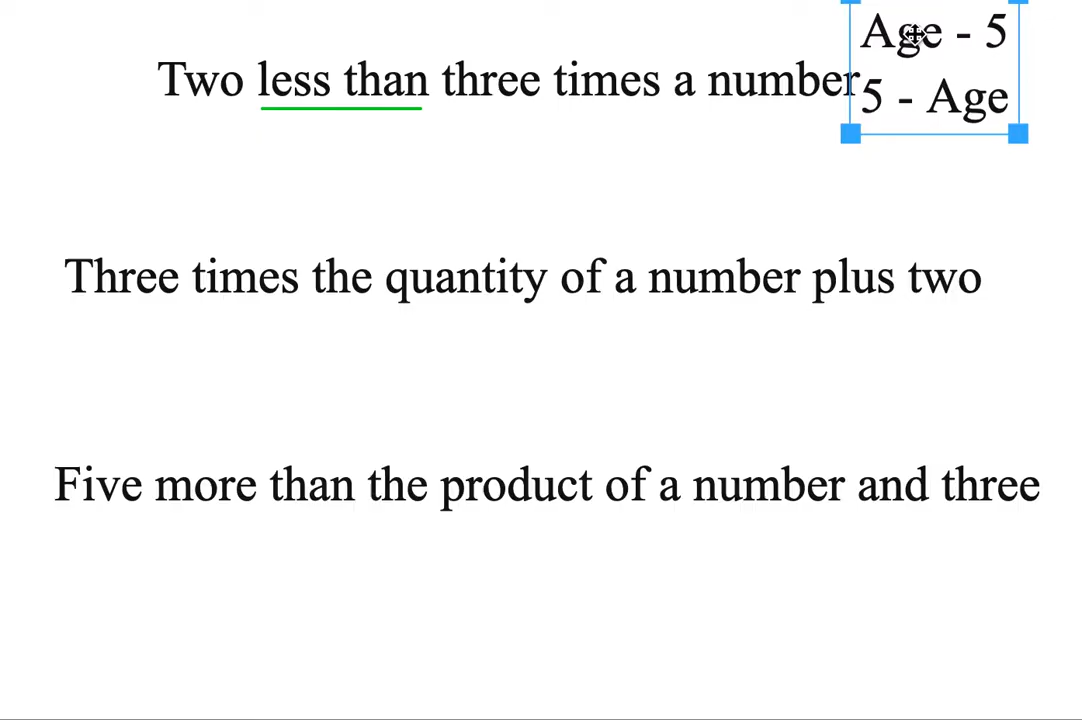 Age - 5
Two less than three times a number
5 - Age
Three times the quantity of a number plus two
Five more than the product of a number and three